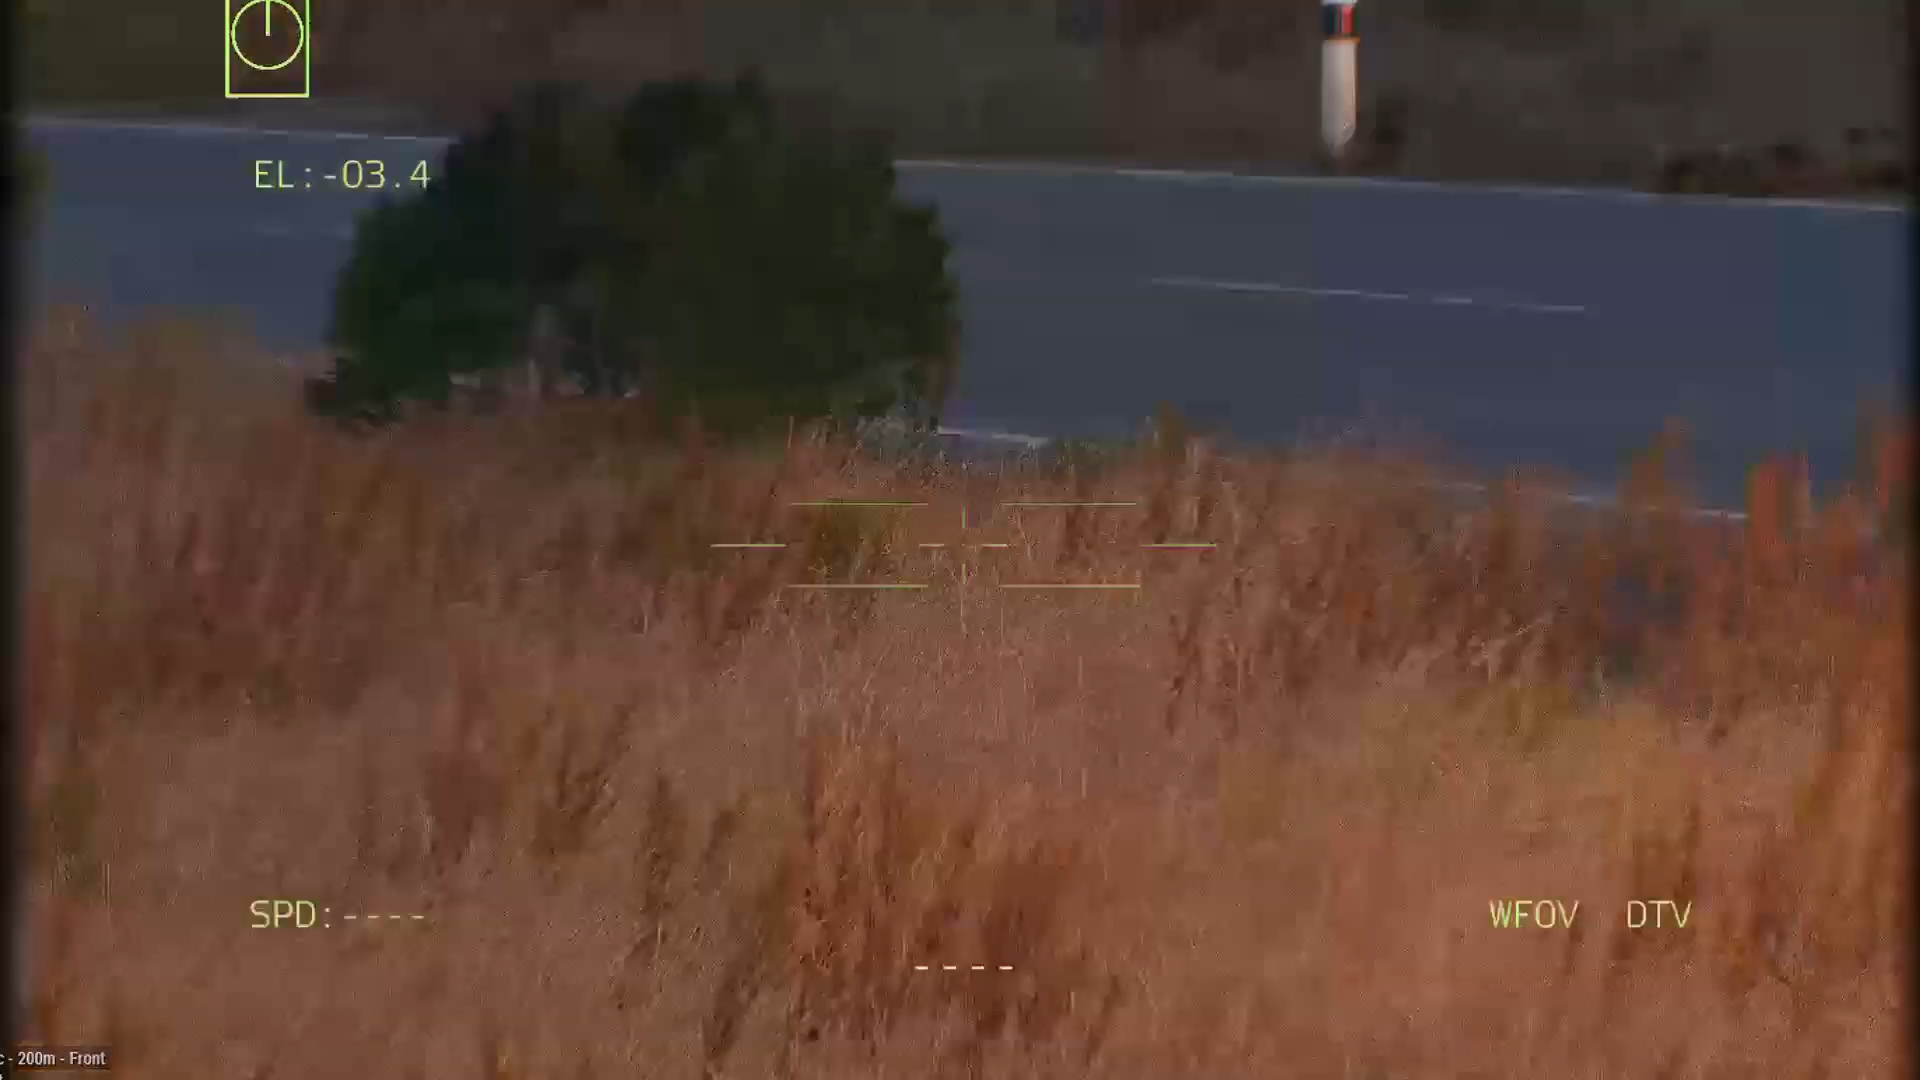 EL:-03.4
SPD:----
WFOV DTV
----
c - 200m - Front